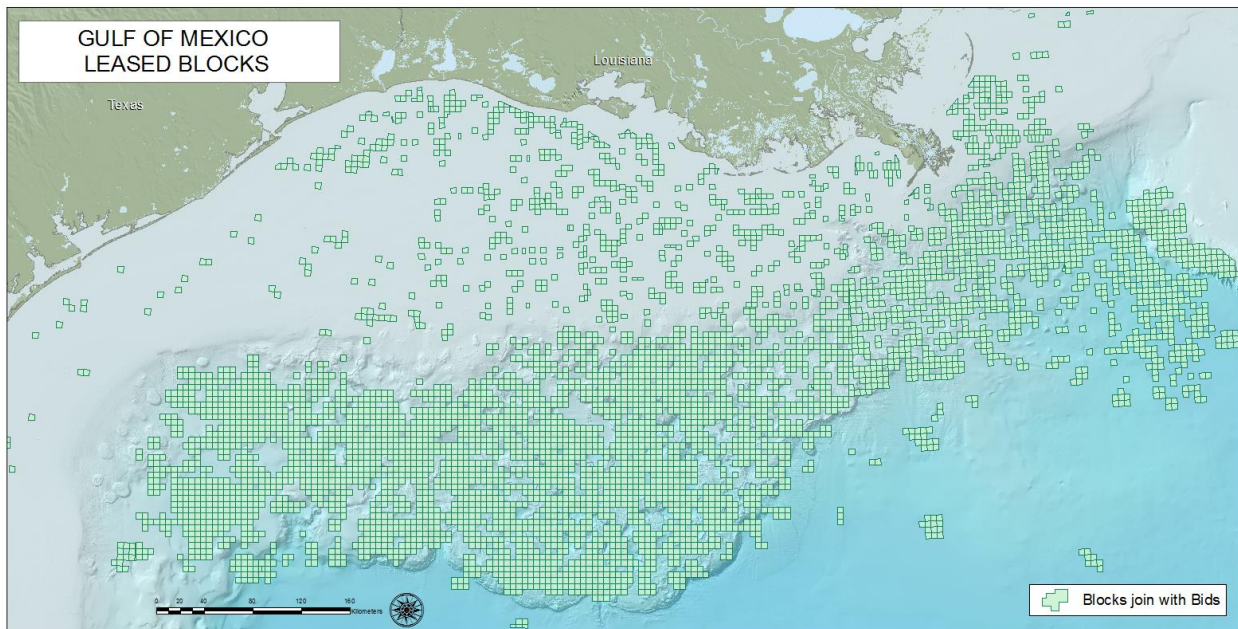 GULF OF MEXICO
LEASED BLOCKS
Louisiana
Texas
0 20 40 80 120 160
Kilometers
Blocks join with Bids